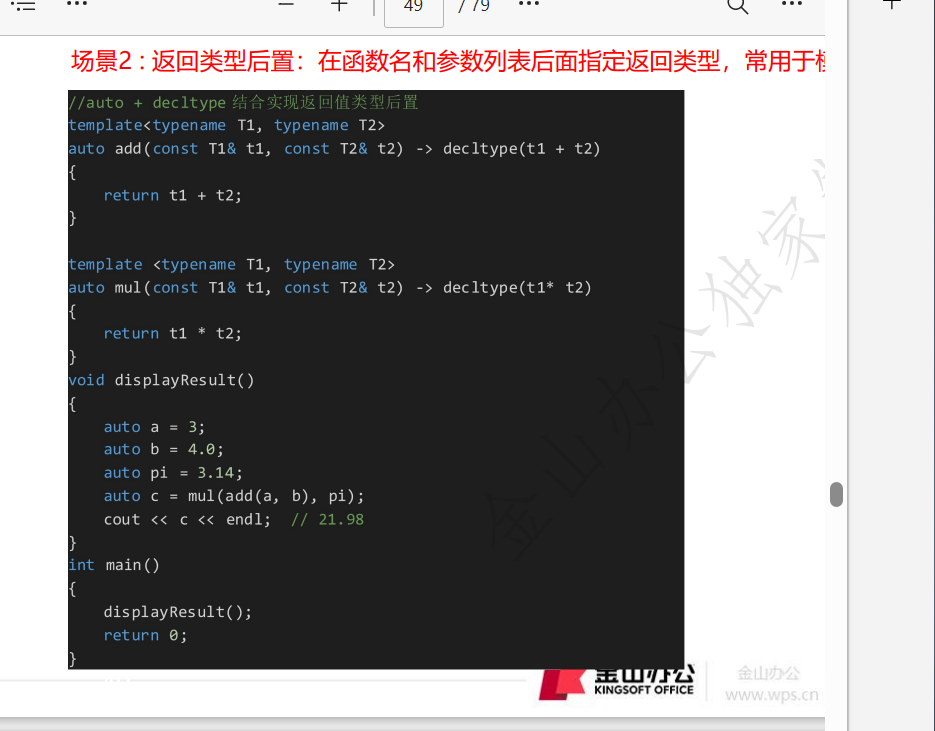 49 / 79
场景2：返回类型后置：在函数名和参数列表后面指定返回类型，常用于
//auto + decltype 结合实现返回值类型后置
template<typename T1, typename T2>
auto add(const T1& t1, const T2& t2) -> decltype(t1 + t2)
{
    return t1 + t2;
}
template <typename T1, typename T2>
auto mul(const T1& t1, const T2& t2) -> decltype(t1* t2)
{
    return t1 * t2;
}
void displayResult()
{
    auto a = 3;
    auto b = 4.0;
    auto pi = 3.14;
    auto c = mul(add(a, b), pi);
    cout << c << endl;  // 21.98
}
int main()
{
    displayResult();
    return 0;
}
金山办公独家
金山办公
KINGSOFT OFFICE
金山办公
www.wps.cn